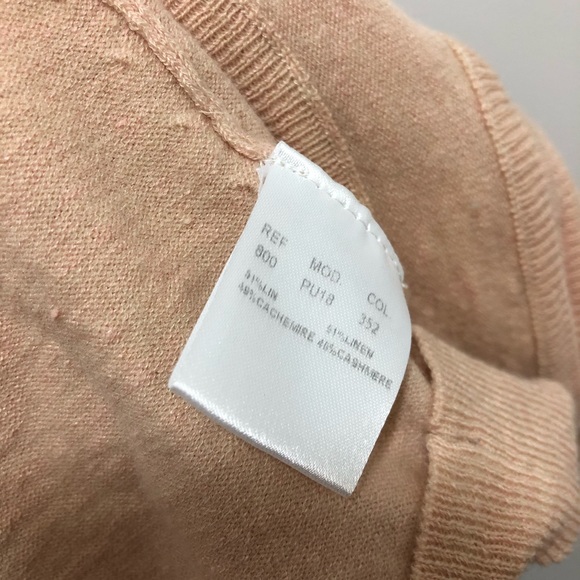 REF MOD. COL
800 PU18 352
51%LIN 51%LINEN
49%CACHEMIRE 49%CASHMERE